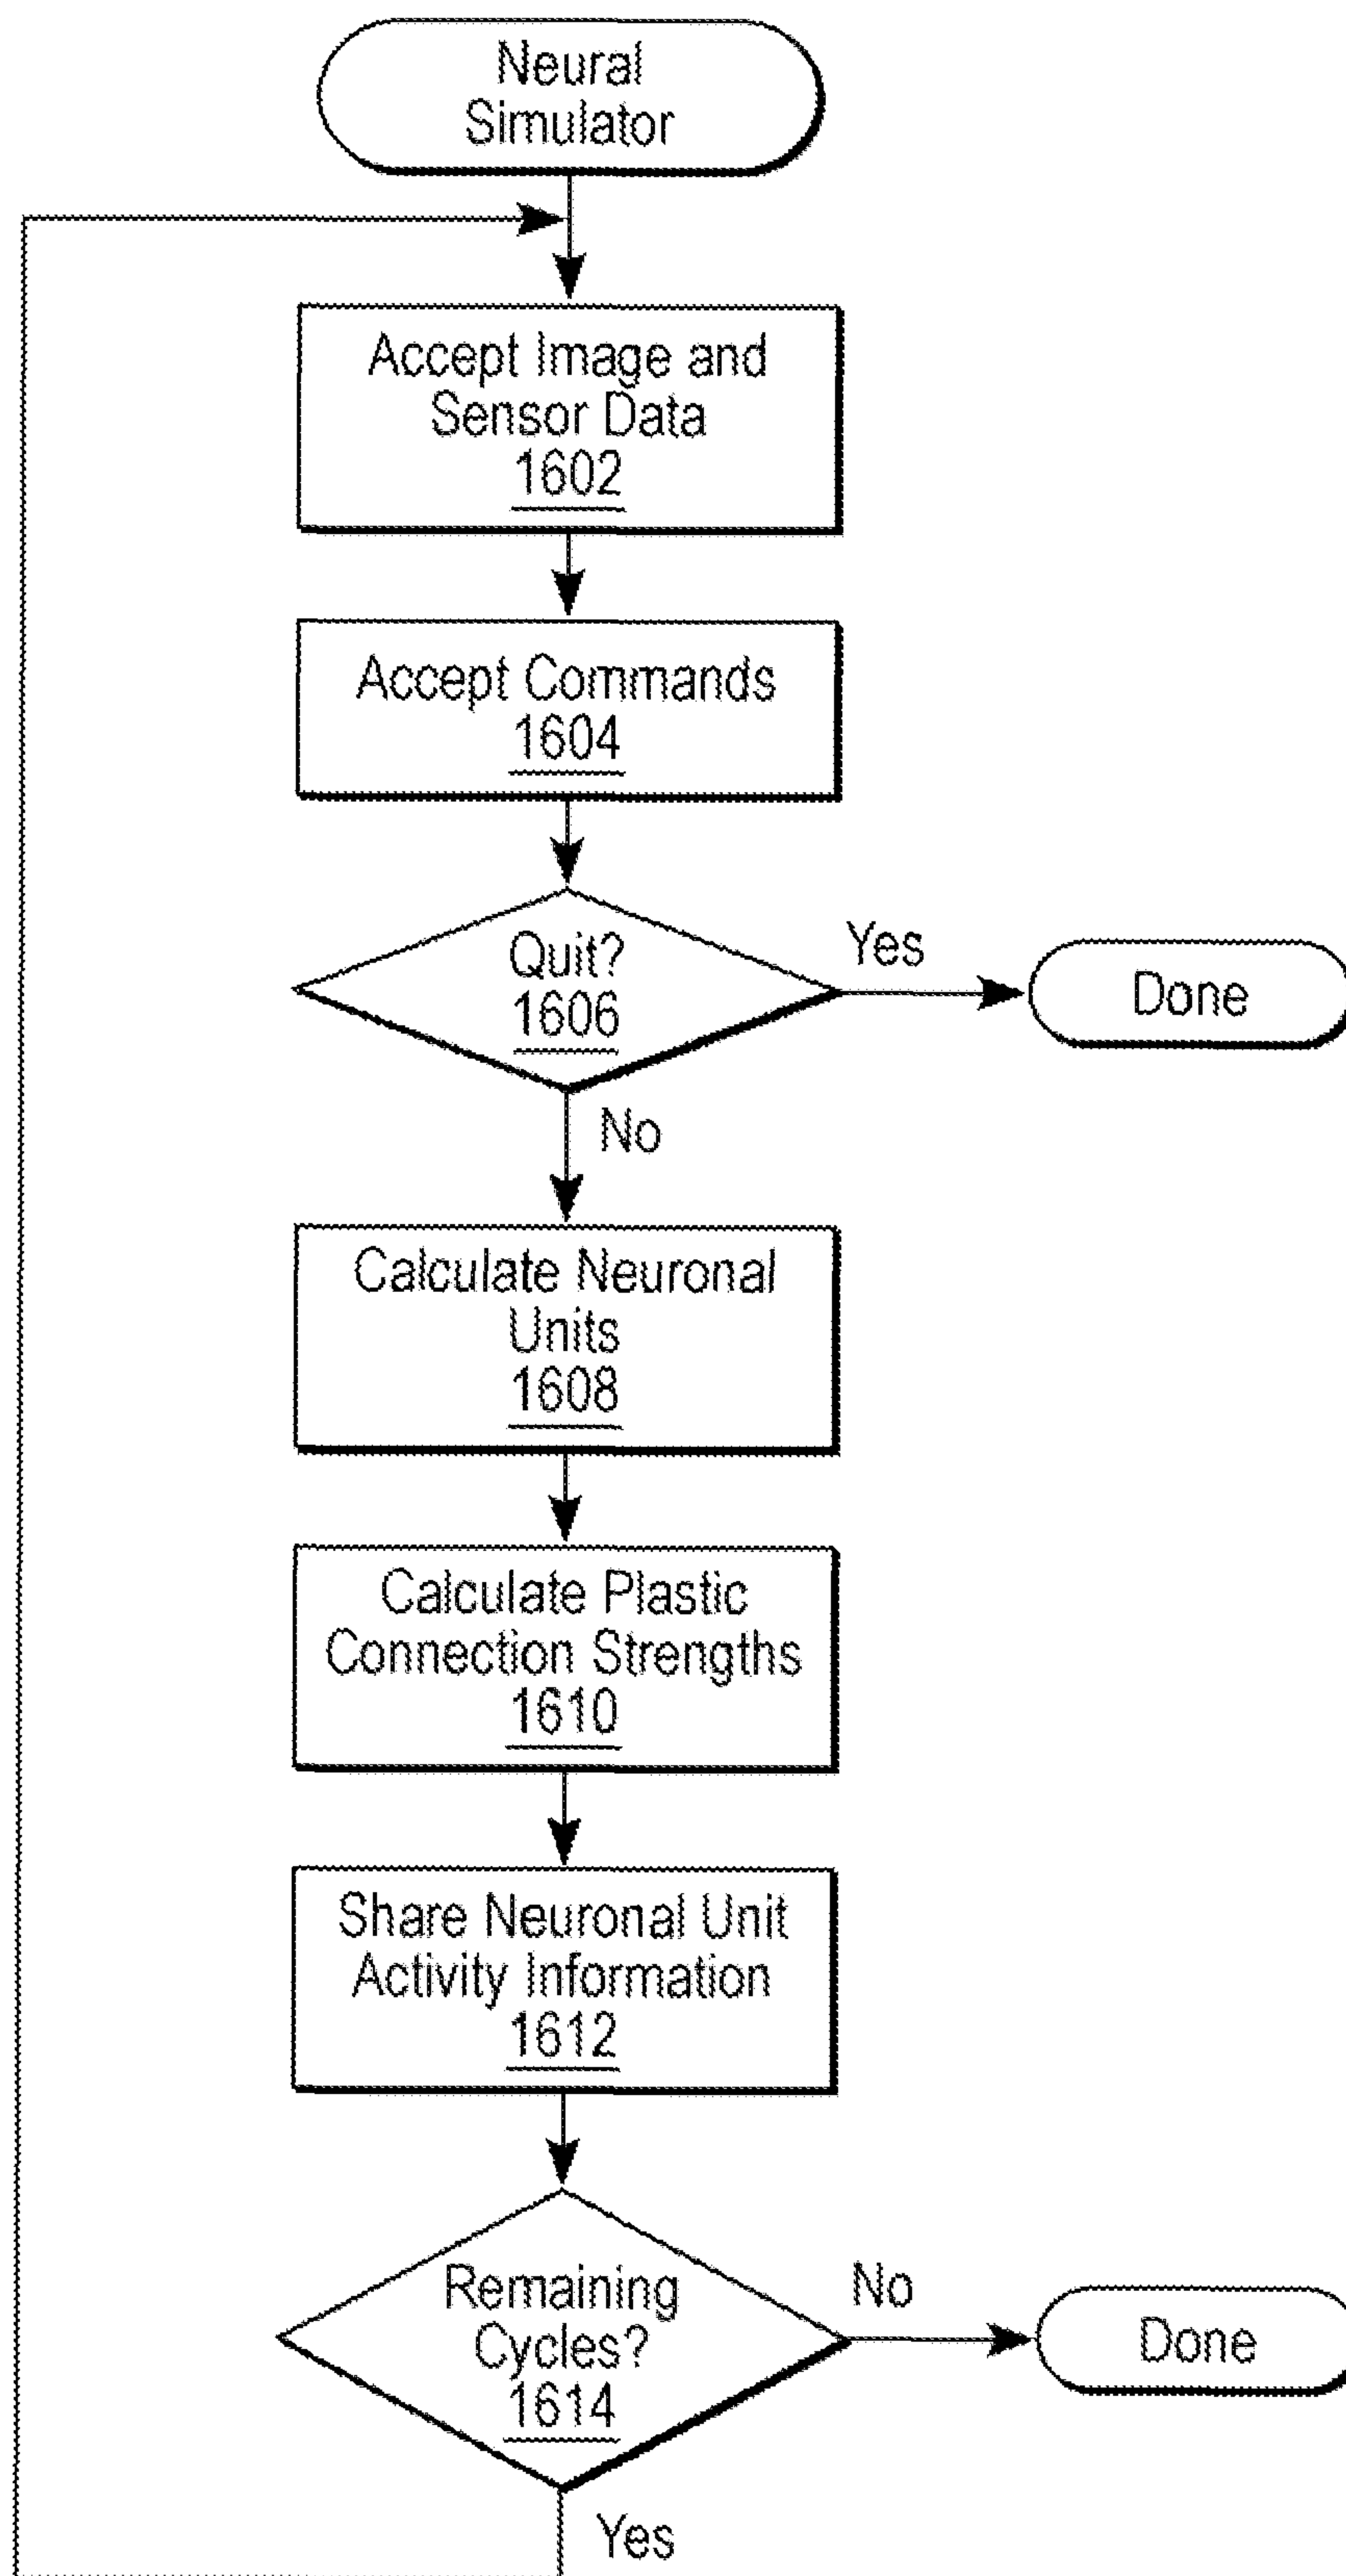 Neural
Simulator
Accept Image and
Sensor Data
1602
Accept Commands
1604
Quit?
1606
Yes
Done
No
Calculate Neuronal
Units
1608
Calculate Plastic
Connection Strengths
1610
Share Neuronal Unit
Activity Information
1612
Remaining
Cycles?
1614
No
Done
Yes